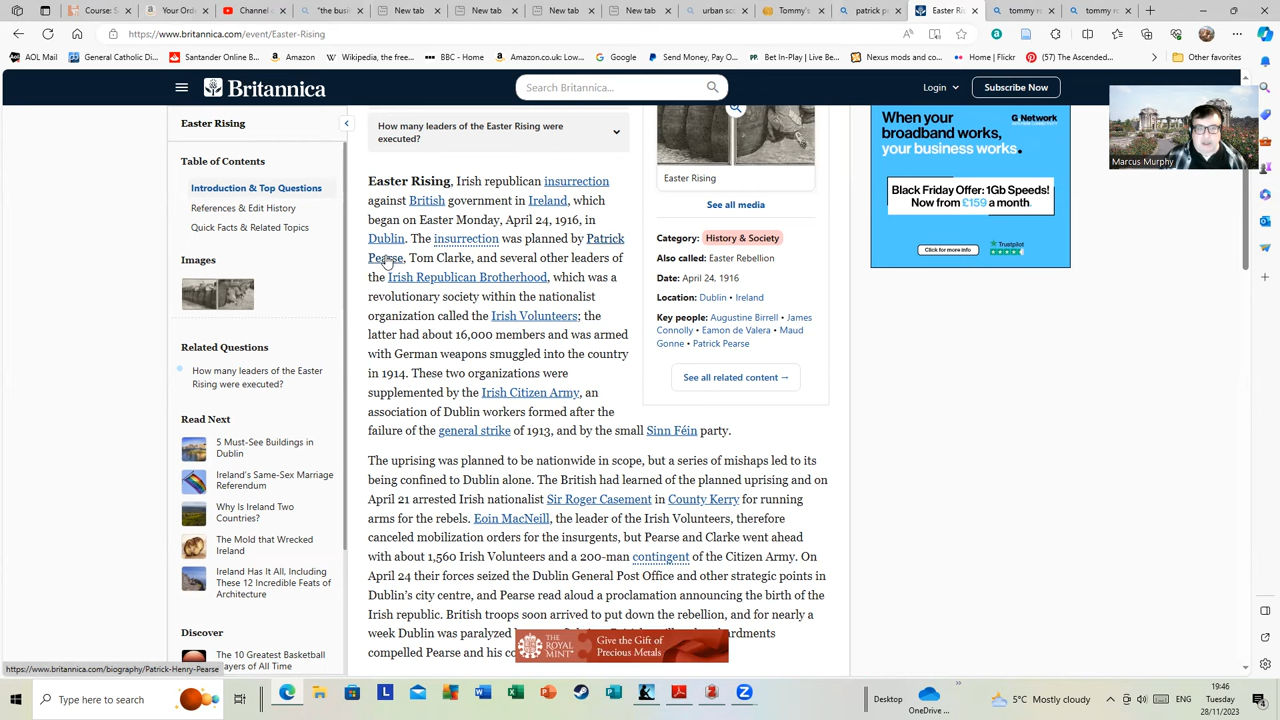 Course: S
Tour C
Channel c
"the busi
urban sco
Tommy's
patrick pe
Easter Ris
tommy ro
tommy ro
https://www.britannica.com/event/Easter-Rising
AOL Mail
General Catholic Di...
Santander Online B...
Amazon
Wikipedia, the free...
BBC - Home
Amazon.co.uk: Low...
Google
Send Money, Pay O...
Bet In-Play | Live Be...
Nexus mods and co...
Home | Flickr
(57) The Ascended...
Other favorites
Britannica
Search Britannica...
Login
Subscribe Now
Easter Rising
Table of Contents
Introduction & Top Questions
References & Edit History
Quick Facts & Related Topics
Images
Related Questions
How many leaders of the Easter
Rising were executed?
Read Next
5 Must-See Buildings in
Dublin
Ireland's Same-Sex Marriage
Referendum
Why Is Ireland Two
Countries?
The Mold that Wrecked
Ireland
Ireland Has It All, Including
These 12 Incredible Feats of
Architecture
Discover
The 10 Greatest Basketball
ayers of All Time
How many leaders of the Easter Rising were
executed?
Easter Rising, Irish republican insurrection
against British government in Ireland, which
began on Easter Monday, April 24, 1916, in
Dublin. The insurrection was planned by Patrick
Pearse, Tom Clarke, and several other leaders of
the Irish Republican Brotherhood, which was a
revolutionary society within the nationalist
organization called the Irish Volunteers; the
latter had about 16,000 members and was armed
with German weapons smuggled into the country
in 1914. These two organizations were
supplemented by the Irish Citizen Army, an
association of Dublin workers formed after the
failure of the general strike of 1913, and by the small Sinn Féin party.
The uprising was planned to be nationwide in scope, but a series of mishaps led to its
being confined to Dublin alone. The British had learned of the planned uprising and on
April 21 arrested Irish nationalist Sir Roger Casement in County Kerry for running
arms for the rebels. Eoin MacNeill, the leader of the Irish Volunteers, therefore
canceled mobilization orders for the insurgents, but Pearse and Clarke went ahead
with about 1,560 Irish Volunteers and a 200-man contingent of the Citizen Army. On
April 24 their forces seized the Dublin General Post Office and other strategic points in
Dublin's city centre, and Pearse read aloud a proclamation announcing the birth of the
Irish republic. British troops soon arrived to put down the rebellion, and for nearly a
week Dublin was paralyzed
compelled Pearse and his co
Easter Rising
See all media
Category: History & Society
Also called: Easter Rebellion
Date: April 24, 1916
Location: Dublin • Ireland
Key people: Augustine Birrell • James
Connolly • Eamon de Valera • Maud
Gonne • Patrick Pearse
See all related content →
When your
broadband works,
your business works.
G Network
Black Friday Offer: 1Gb Speeds!
Now from £159 a month.
Click for more info
Trustpilot
Marcus Murphy
THE
ROYAL
MINT
Give the Gift of
Precious Metals
https://www.britannica.com/biography/Patrick-Henry-Pearse
Type here to search
Desktop
OneDrive...
5°C Mostly cloudy
19:46
Tuesday
28/11/2023